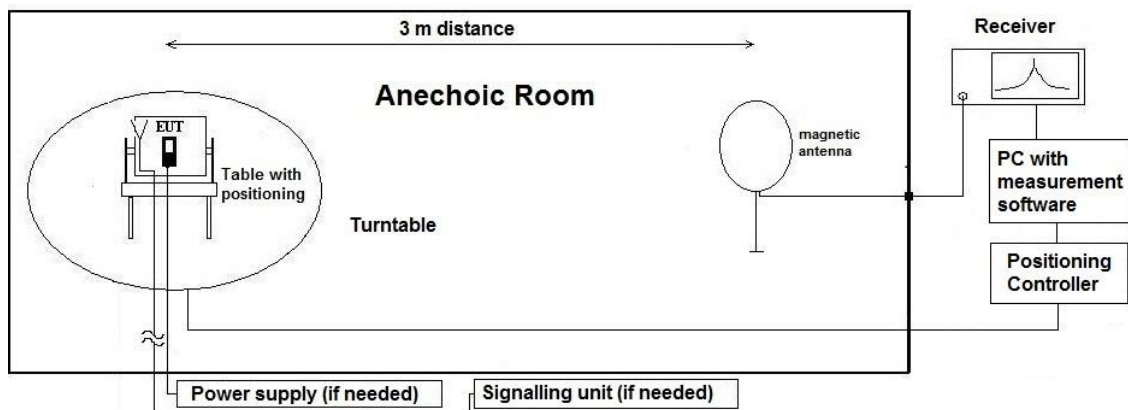 3 m distance
Receiver
Anechoic Room
EUT
magnetic
antenna
Table with
positioning
PC with
measurement
software
Turntable
Positioning
Controller
Power supply (if needed)
Signalling unit (if needed)